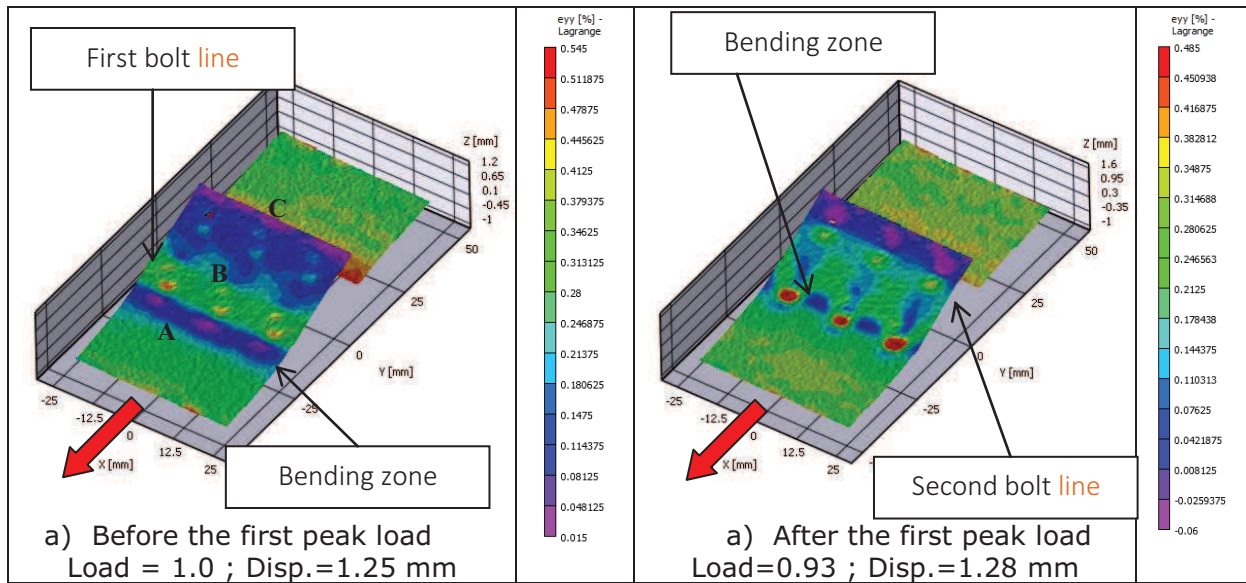 First bolt line
eyy [%] -
Lagrange
0.545
0.511875
0.47875
0.445625
0.4125
0.379375
0.34625
0.313125
0.28
0.246875
0.21375
0.180625
0.1475
0.114375
0.08125
0.048125
0.015
Z [mm]
1.2
0.65
0.1
-0.45
-1
C
B
A
50
25
0
Y [mm]
-25
-25
-12.5
0
12.5
25
X [mm]
Bending zone
a) Before the first peak load
Load = 1.0 ; Disp.=1.25 mm
Bending zone
eyy [%] -
Lagrange
0.485
0.450938
0.416875
0.382812
0.34875
0.314688
0.280625
0.246563
0.2125
0.178438
0.144375
0.110313
0.07625
0.0421875
0.008125
-0.0259375
-0.06
Z [mm]
1.6
0.95
0.3
-0.35
-1
50
25
0
Y [mm]
-25
-25
-12.5
0
12.5
25
X [mm]
Second bolt line
a) After the first peak load
Load=0.93 ; Disp.=1.28 mm